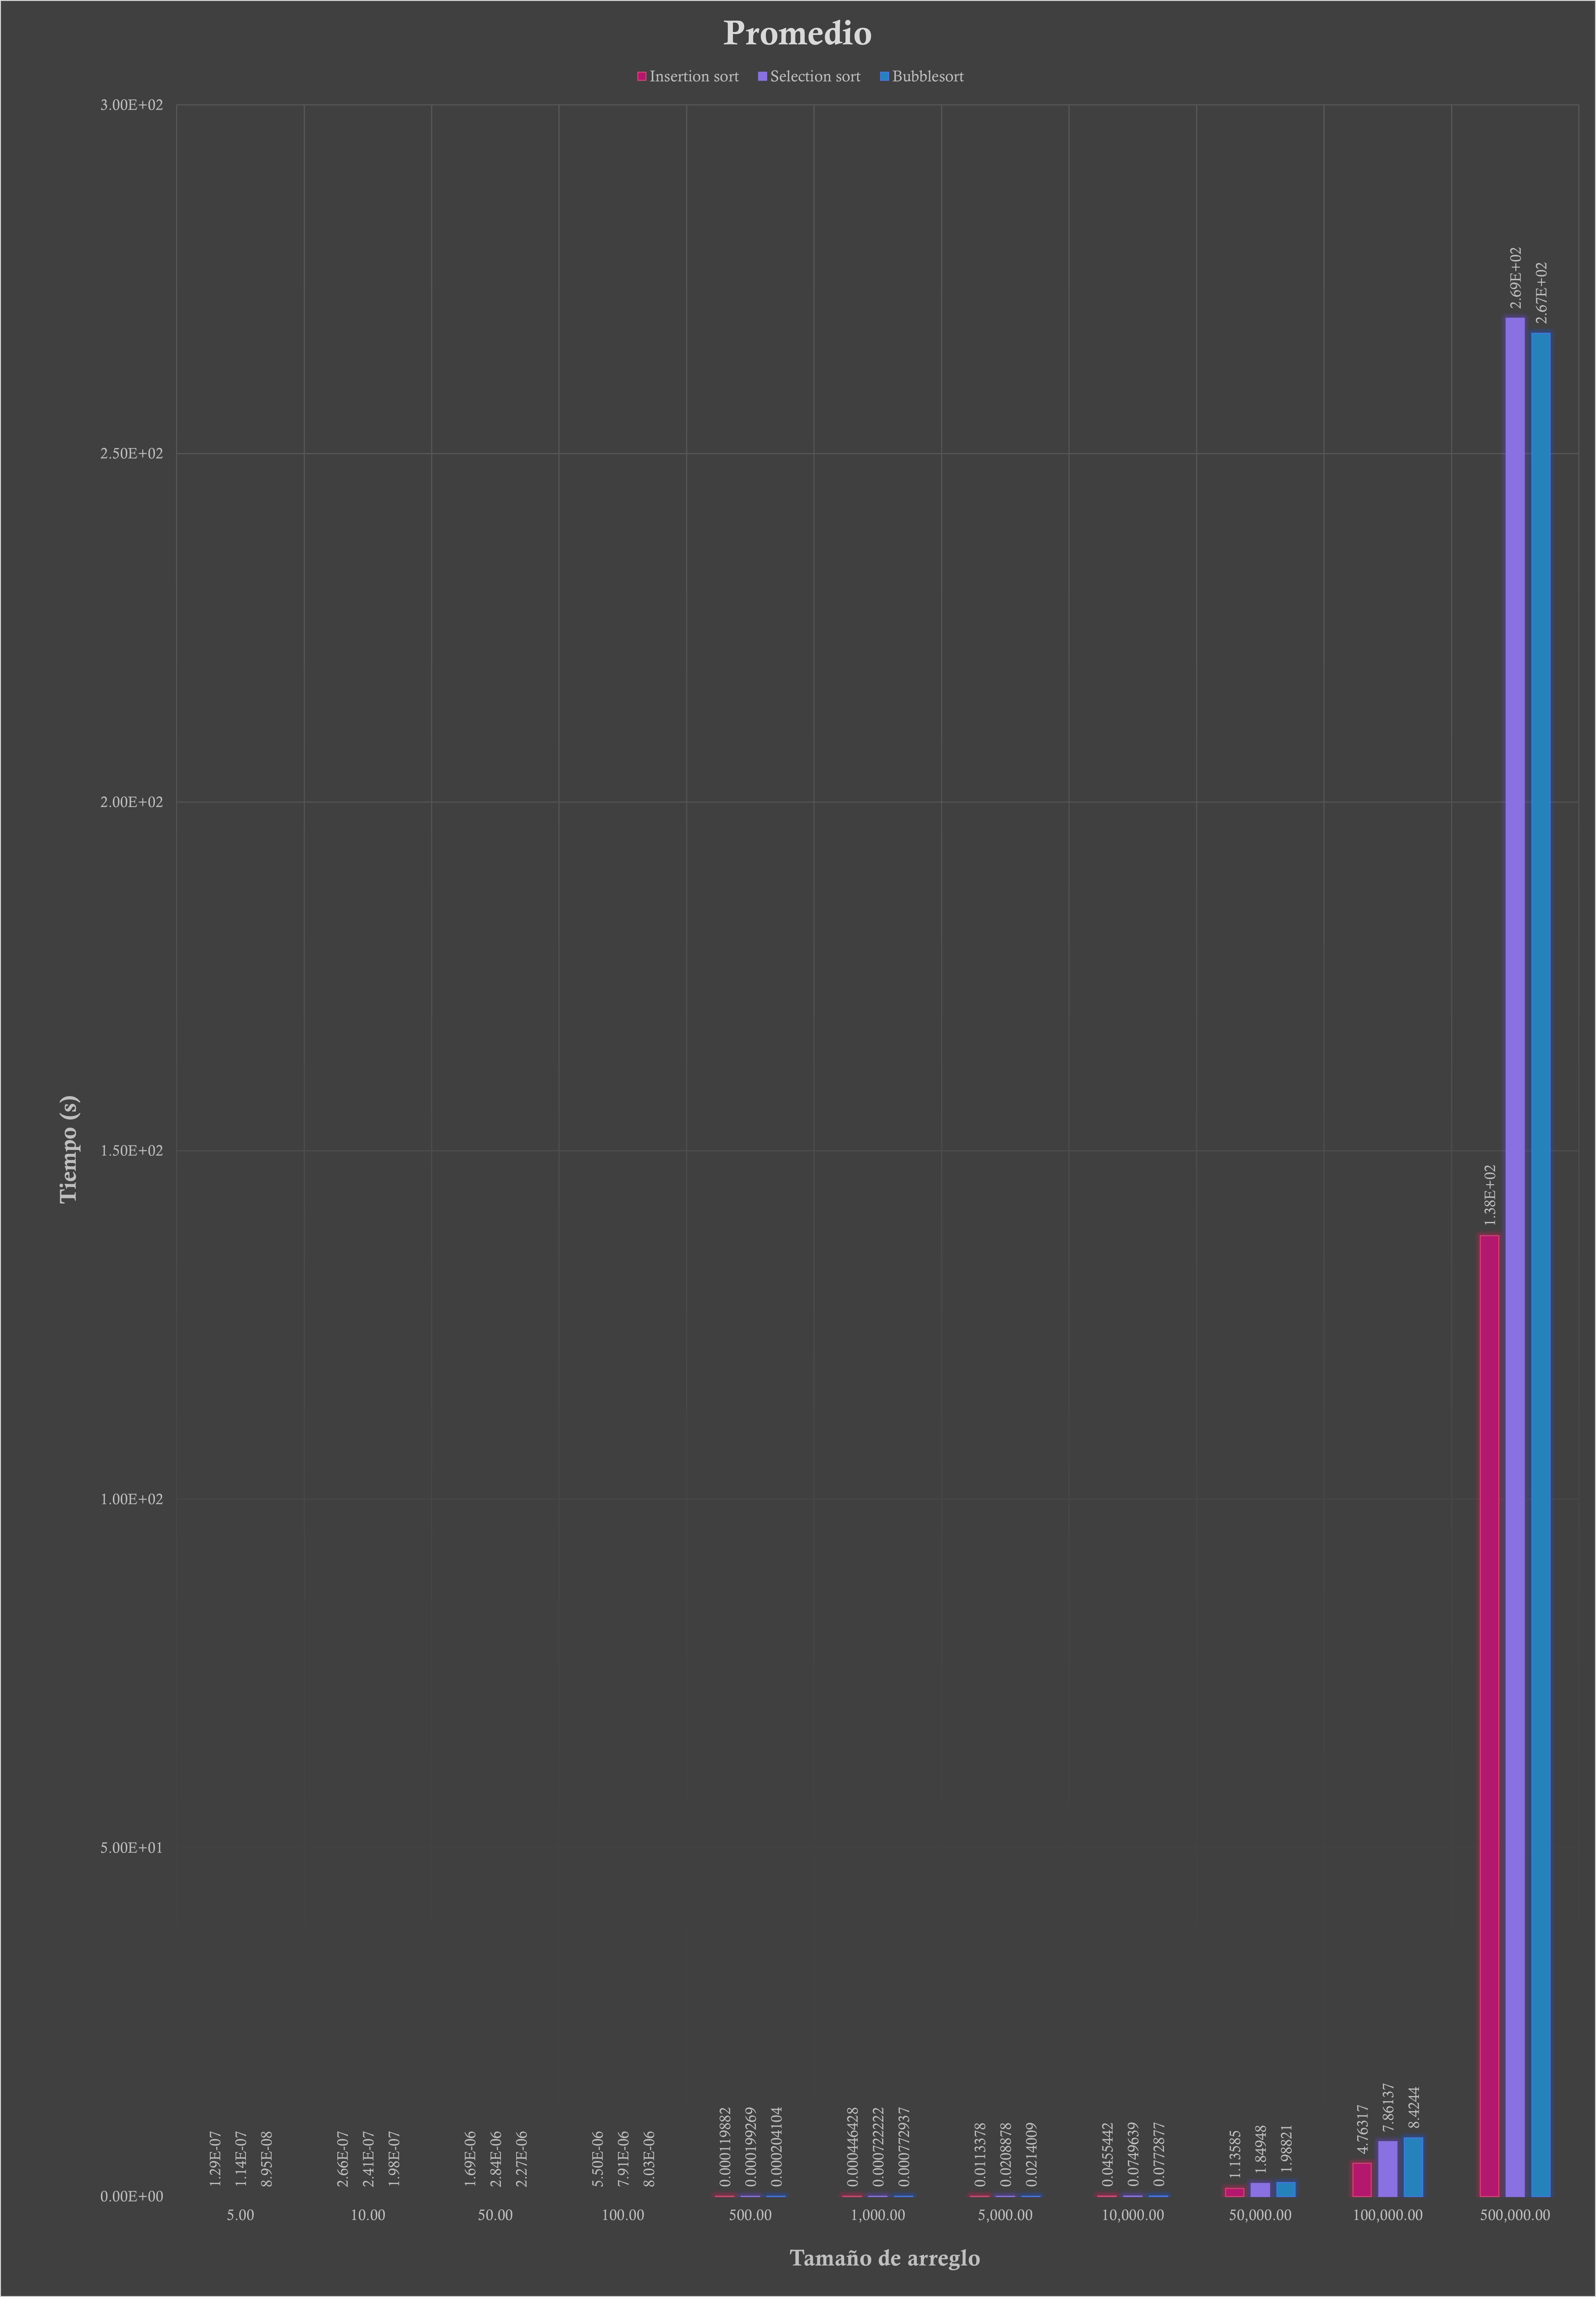 Promedio
Insertion sort Selection sort Bubblesort
3.00E+02
2.50E+02
2.00E+02
1.50E+02
1.00E+02
5.00E+01
0.00E+00
Tiempo (s)
1.29E-07
1.14E-07
8.95E-08
2.66E-07
2.41E-07
1.98E-07
1.69E-06
2.84E-06
2.27E-06
5.50E-06
7.91E-06
8.03E-06
0.000119882
0.000199269
0.000204104
0.000446428
0.000722222
0.000772937
0.0113378
0.0208878
0.0214009
0.0455442
0.0749639
0.0772877
1.13585
1.84948
1.98821
4.76317
7.86137
8.4244
1.38E+02
2.69E+02
2.67E+02
5.00 10.00 50.00 100.00 500.00 1,000.00 5,000.00 10,000.00 50,000.00 100,000.00 500,000.00
Tamaño de arreglo